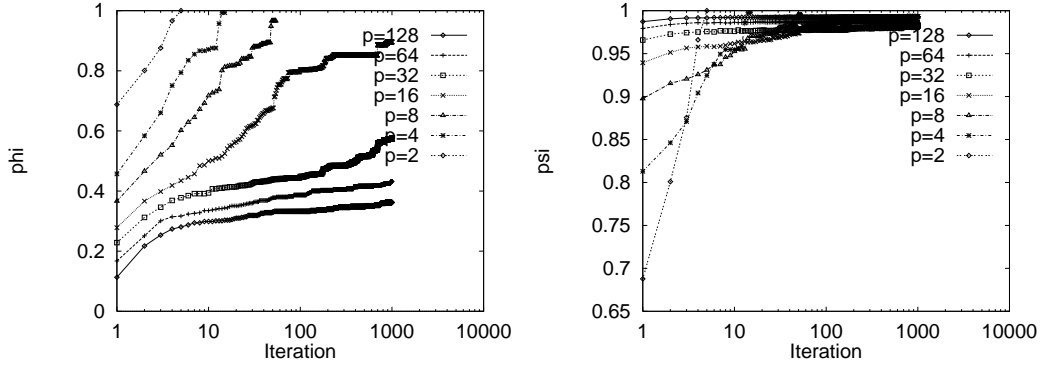 1
0.8
0.6
0.4
0.2
0
phi
1 10 100 1000 10000
Iteration
p=128
p=64
p=32
p=16
p=8
p=4
p=2
1
0.95
0.9
0.85
0.8
0.75
0.7
0.65
psi
1 10 100 1000 10000
Iteration
p=128
p=64
p=32
p=16
p=8
p=4
p=2